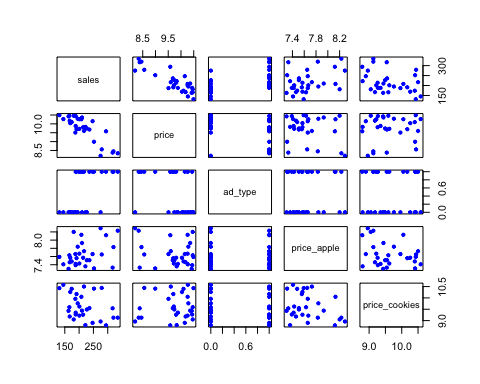 8.5 9.5 7.4 7.8 8.2
sales
150 300
8.5 10.0
price
ad_type
0.0 0.6
7.4 8.0
price_apple
price_cookies
9.0 10.5
150 250 0.0 0.6 9.0 10.0